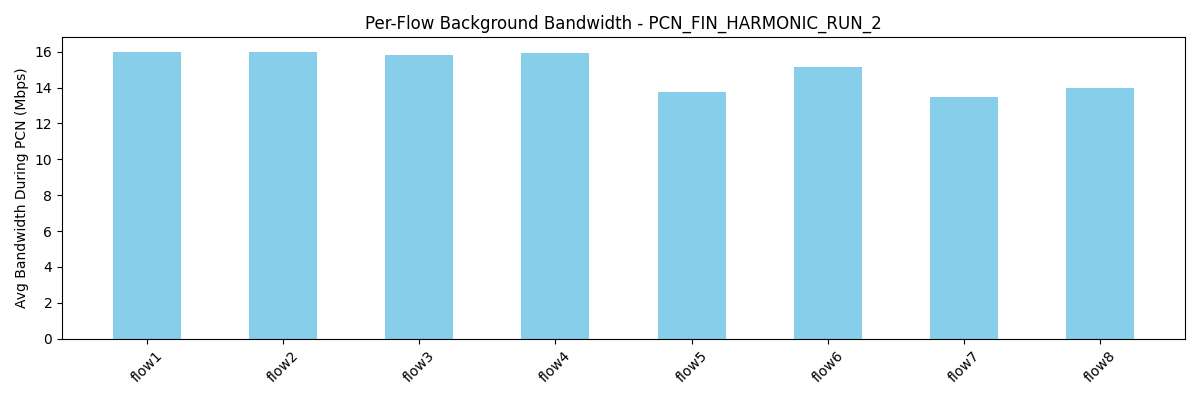 Per-Flow Background Bandwidth - PCN_FIN_HARMONIC_RUN_2
Avg Bandwidth During PCN (Mbps)
16
14
12
10
8
6
4
2
0
flow1
flow2
flow3
flow4
flow5
flow6
flow7
flow8